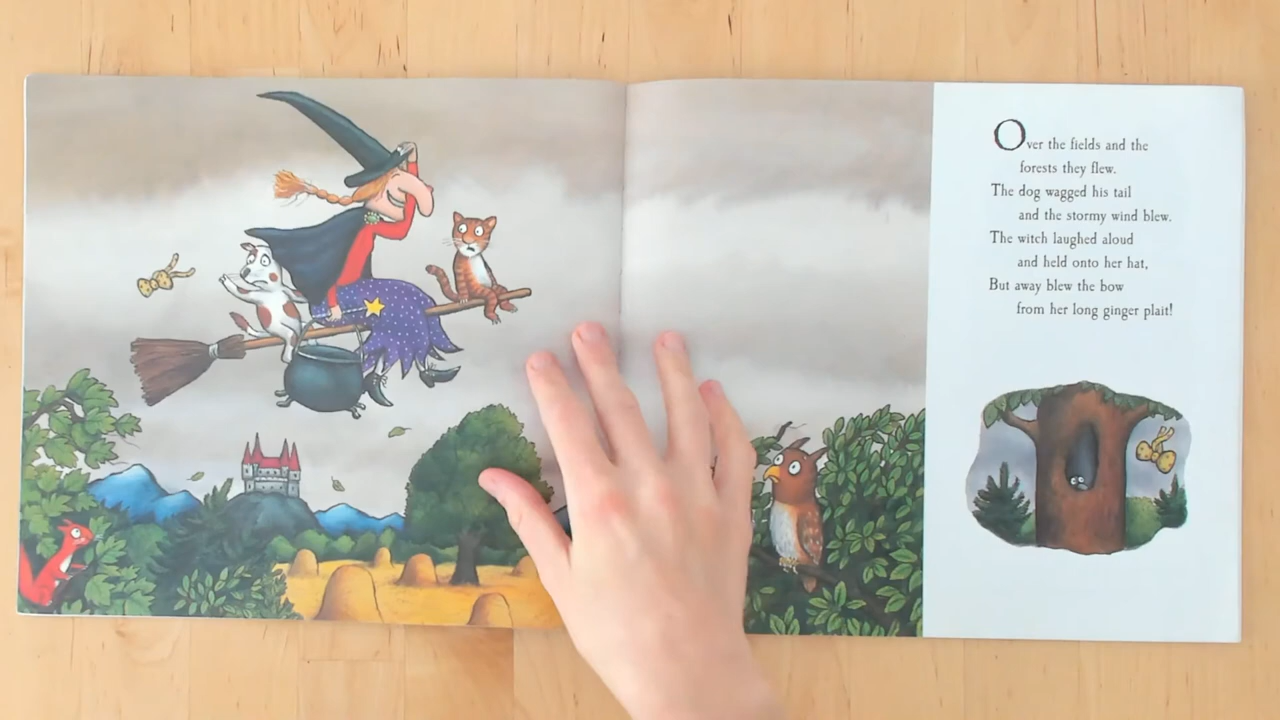 Over the fields and the
forests they flew.
The dog wagged his tail
and the stormy wind blew.
The witch laughed aloud
and held onto her hat,
But away blew the bow
from her long ginger plait!